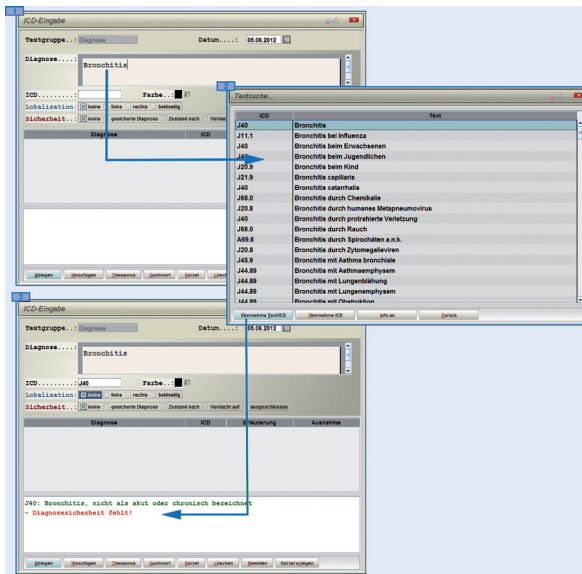 1
ICD-Eingabe
Textgruppe..: Diagnose Datum....: 05.06.2012
Diagnose....:
Bronchitis
ICD.........: Farbe..:
Lokalisation: keine links rechts beidseitig
Sicherheit..: keine gesicherte Diagnose Zustand nach Verdacht
Diagnose ICD
Ablegen Hinzufügen Thesaurus Suchwort Kürzel Lösch
2
Textsuche...
ICD Text
J40 Bronchitis
J11.1 Bronchitis bei Influenza
J40 Bronchitis beim Erwachsenen
J40 Bronchitis beim Jugendlichen
J20.9 Bronchitis beim Kind
J21.9 Bronchitis capillaris
J40 Bronchitis catarrhalis
J68.0 Bronchitis durch Chemikalie
J20.8 Bronchitis durch humanes Metapneumovirus
J40 Bronchitis durch protrahierte Verletzung
J68.0 Bronchitis durch Rauch
A69.8 Bronchitis durch Spirochäten a.n.k.
J20.8 Bronchitis durch Zytomegalieviren
J45.9 Bronchitis mit Asthma bronchiale
J44.89 Bronchitis mit Asthmaemphysem
J44.89 Bronchitis mit Lungenblähung
J44.89 Bronchitis mit Lungenemphysem
J44.89 Bronchitis mit Obstruktion
Übernahme Text/ICD Übernahme ICD Info an Zurück
3
ICD-Eingabe
Textgruppe..: Diagnose Datum....: 05.06.2012
Diagnose....:
Bronchitis
ICD.........: J40 Farbe..:
Lokalisation: keine links rechts beidseitig
Sicherheit..: keine gesicherte Diagnose Zustand nach Verdacht auf ausgeschlossen
Diagnose ICD Erläuterung Ausnahme
J40: Bronchitis, nicht als akut oder chronisch bezeichnet
- Diagnosesicherheit fehlt!
Ablegen Hinzufügen Thesaurus Suchwort Kürzel Löschen Beenden Kürzel anlegen